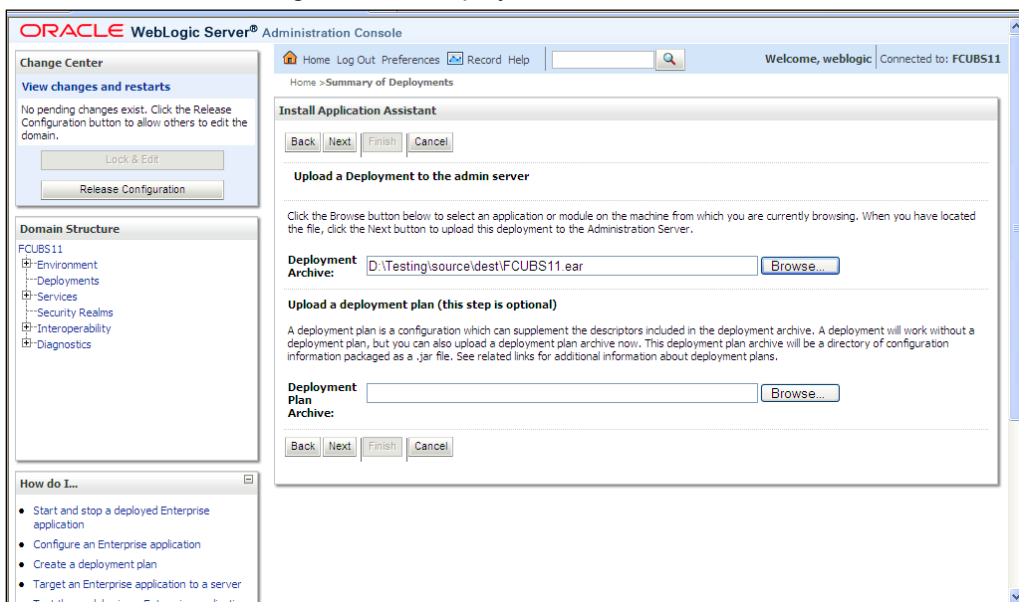 ORACLE WebLogic Server® Administration Console
Change Center
View changes and restarts
No pending changes exist. Click the Release
Configuration button to allow others to edit the
domain.
Lock & Edit
Release Configuration
Domain Structure
FCUBS11
Environment
Deployments
Services
Security Realms
Interoperability
Diagnostics
How do I...
Start and stop a deployed Enterprise
application
Configure an Enterprise application
Create a deployment plan
Target an Enterprise application to a server
Home Log Out Preferences Record Help
Welcome, weblogic Connected to: FCUBS11
Home >Summary of Deployments
Install Application Assistant
Back Next Finish Cancel
Upload a Deployment to the admin server
Click the Browse button below to select an application or module on the machine from which you are currently browsing. When you have located
the file, click the Next button to upload this deployment to the Administration Server.
Deployment
Archive:
D:\Testing\source\dest\FCUBS11.ear
Browse...
Upload a deployment plan (this step is optional)
A deployment plan is a configuration which can supplement the descriptors included in the deployment archive. A deployment will work without a
deployment plan, but you can also upload a deployment plan archive now. This deployment plan archive will be a directory of configuration
information packaged as a .jar file. See related links for additional information about deployment plans.
Deployment
Plan
Archive:
Browse...
Back Next Finish Cancel